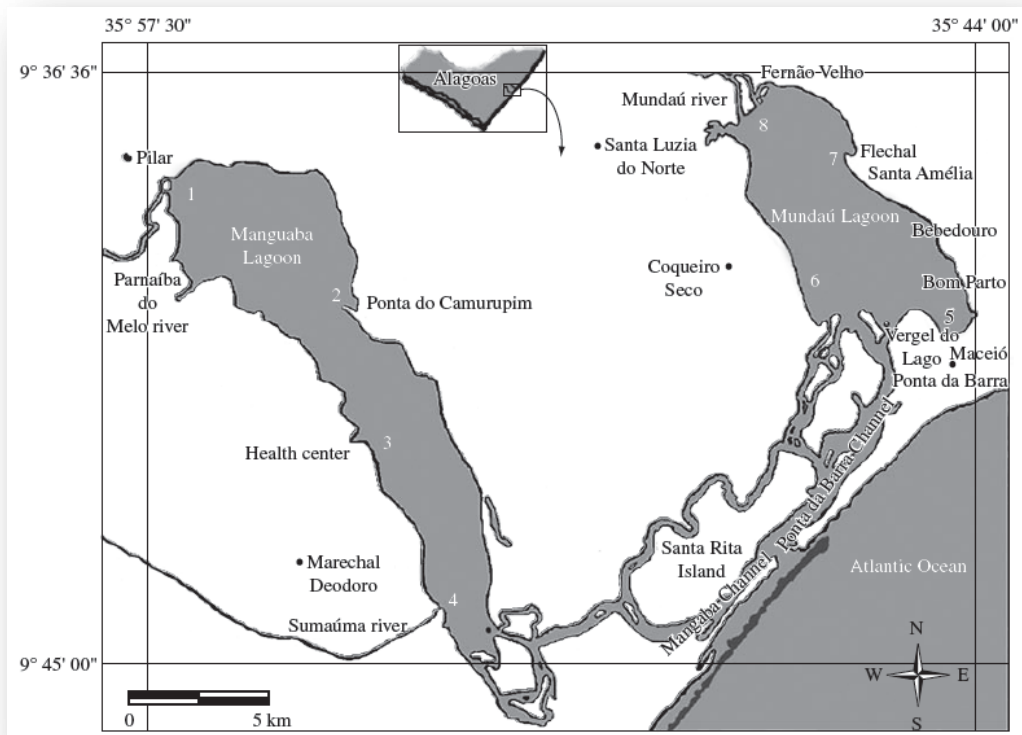 35° 57' 30"
35° 44' 00"
9° 36' 36"
Alagoas
Fernão Velho
Mundaú river
8
Santa Luzia
do Norte
Flechal
7
Santa Amélia
Pilar
1
Mundaú Lagoon
Manguaba
Lagoon
Bebedouro
Coqueiro
Seco
6
Bom Parto
Parnaíba
do
Melo river
2
Ponta do Camurupim
5
Vergel do
Lago
Maceió
Ponta da Barra
3
Health center
Ponta da Barra Channel
Santa Rita
Island
Mangaba Channel
Atlantic Ocean
Marechal
Deodoro
4
Sumaúma river
N
W
E
S
9° 45' 00"
0
5 km